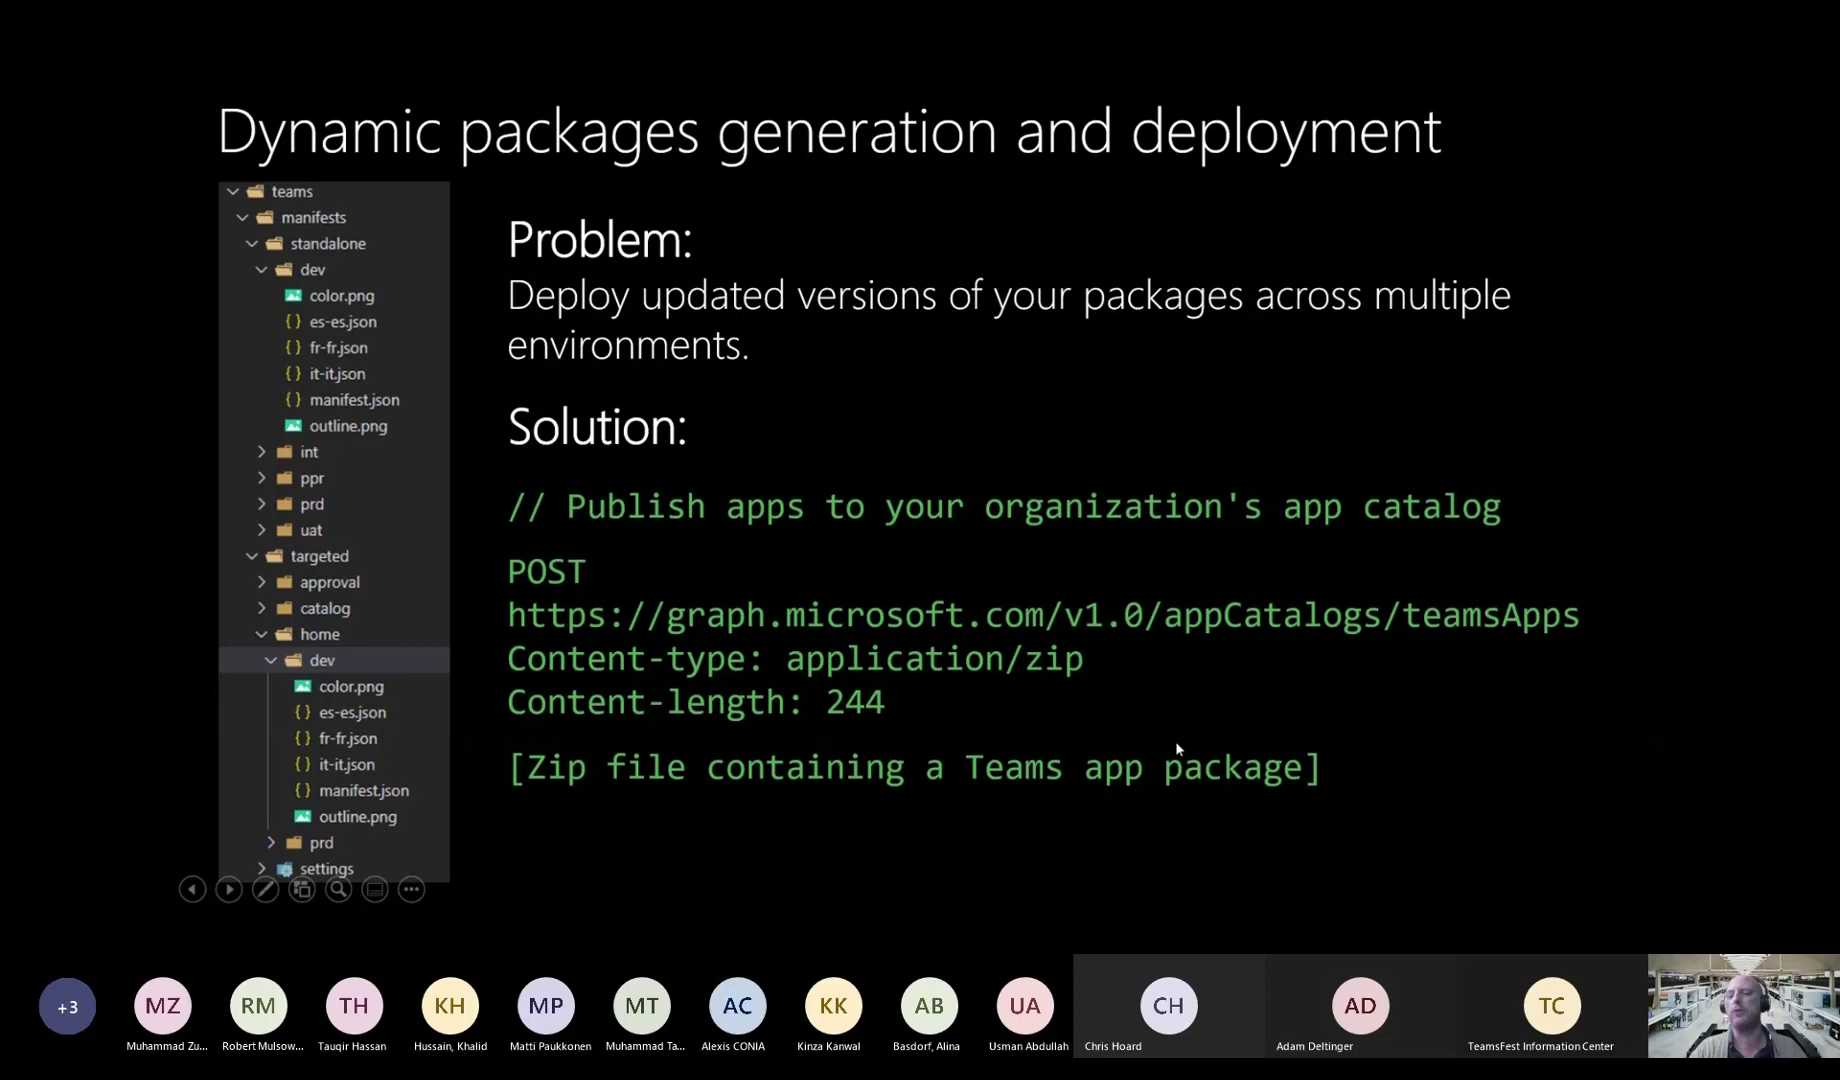 Dynamic packages generation and deployment
teams
manifests
standalone
dev
color.png
es-es.json
fr-fr.json
it-it.json
manifest.json
outline.png
int
ppr
prd
uat
targeted
approval
catalog
home
dev
color.png
es-es.json
fr-fr.json
it-it.json
manifest.json
outline.png
prd
settings
Problem:
Deploy updated versions of your packages across multiple
environments.
Solution:
// Publish apps to your organization's app catalog
POST
https://graph.microsoft.com/v1.0/appCatalogs/teamsApps
Content-type: application/zip
Content-length: 244
[Zip file containing a Teams app package]
+3
MZ
RM
TH
KH
MP
MT
AC
KK
AB
UA
CH
AD
TC
Muhammad Zu...
Robert Mulsow...
Tauqir Hassan
Hussain, Khalid
Matti Paukkonen
Muhammad Ta...
Alexis CONIA
Kinza Kanwal
Basdorf, Alina
Usman Abdullah
Chris Hoard
Adam Deltinger
TeamsFest Information Center